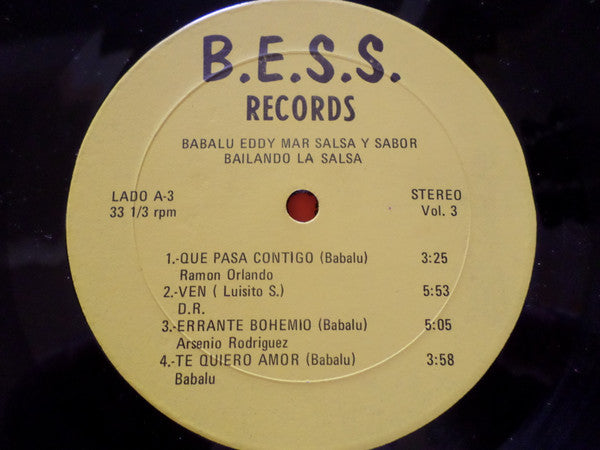 B.E.S.S.
RECORDS
BABALU EDDY MAR SALSA Y SABOR
BAILANDO LA SALSA
LADO A-3
33 1/3 rpm
STEREO
Vol. 3
1.-QUE PASA CONTIGO (Babalu) 3:25
Ramon Orlando
2.-VEN ( Luisito S.) 5:53
D.R.
3.-ERRANTE BOHEMIO (Babalu) 5:05
Arsenio Rodriguez
4.-TE QUIERO AMOR (Babalu) 3:58
Babalu